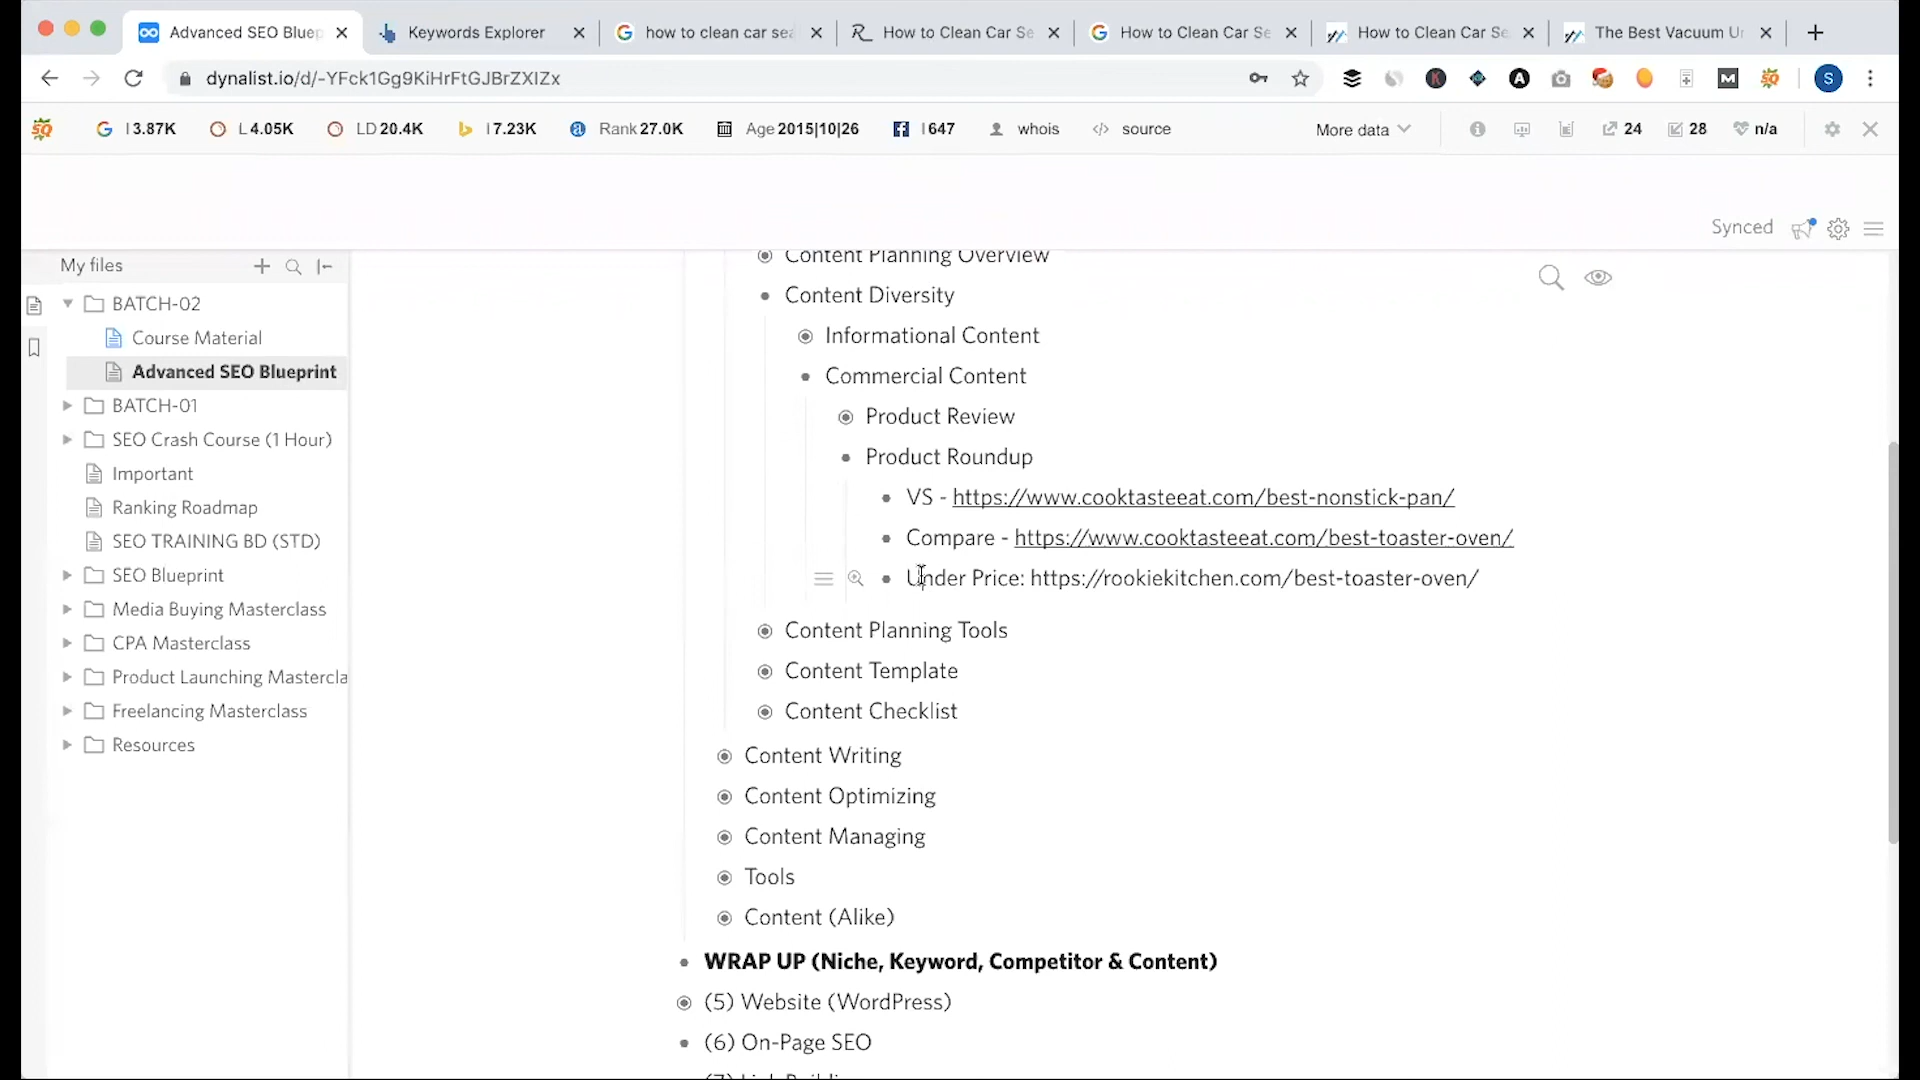 Advanced SEO Bluep
Keywords Explorer
how to clean car sea
How to Clean Car Se
How to Clean Car Se
How to Clean Car Se
The Best Vacuum Ur
dynalist.io/d/-YFck1Gg9KiHrFtGJBrZXIZx
S
I 3.87K
L 4.05K
LD 20.4K
I 7.23K
Rank 27.0K
Age 2015|10|26
I 647
whois
source
More data
24
28
n/a
Synced
My files
BATCH-02
Course Material
Advanced SEO Blueprint
BATCH-01
SEO Crash Course (1 Hour)
Important
Ranking Roadmap
SEO TRAINING BD (STD)
SEO Blueprint
Media Buying Masterclass
CPA Masterclass
Product Launching Mastercla
Freelancing Masterclass
Resources
Content Planning Overview
Content Diversity
Informational Content
Commercial Content
Product Review
Product Roundup
VS - https://www.cooktasteeat.com/best-nonstick-pan/
Compare - https://www.cooktasteeat.com/best-toaster-oven/
Under Price: https://rookiekitchen.com/best-toaster-oven/
Content Planning Tools
Content Template
Content Checklist
Content Writing
Content Optimizing
Content Managing
Tools
Content (Alike)
WRAP UP (Niche, Keyword, Competitor & Content)
(5) Website (WordPress)
(6) On-Page SEO